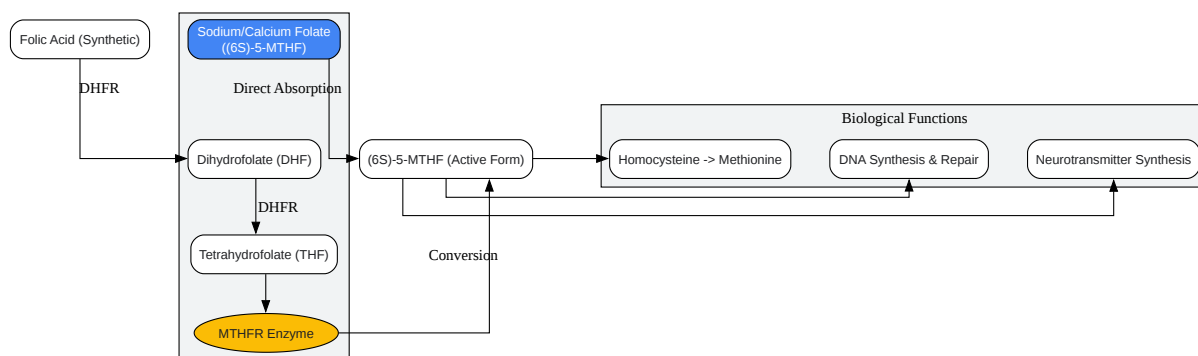 Folic Acid (Synthetic)
Sodium/Calcium Folate
((6S)-5-MTHF)
DHFR
Direct Absorption
Biological Functions
Dihydrofolate (DHF)
(6S)-5-MTHF (Active Form)
Homocysteine -> Methionine
DNA Synthesis & Repair
Neurotransmitter Synthesis
DHFR
Tetrahydrofolate (THF)
Conversion
MTHFR Enzyme